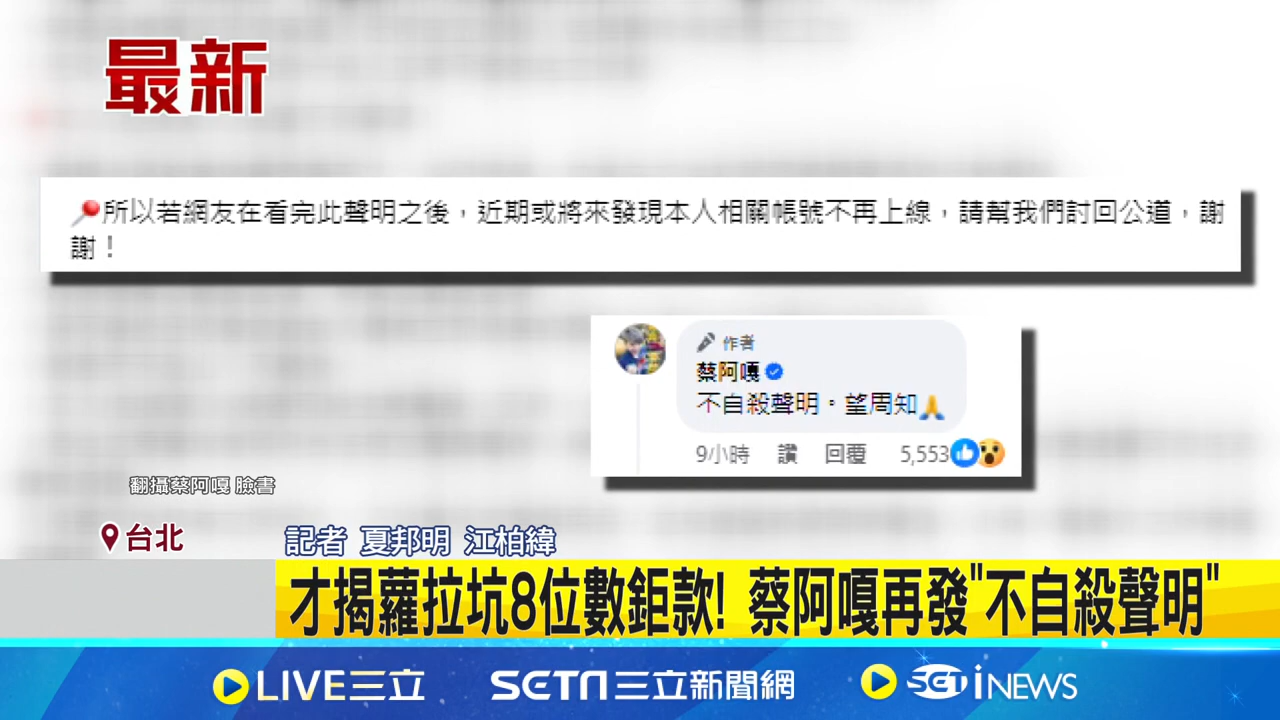 最新
所以若網友在看完此聲明之後，近期或將來發現本人相關帳號不再上線，請幫我們討回公道，謝
謝！
作者
蔡阿嘎
不自殺聲明。望周知
9小時 讚 回覆 5,553
翻攝蔡阿嘎 臉書
台北
記者 夏邦明 江柏緯
才揭蘿拉坑8位數鉅款! 蔡阿嘎再發"不自殺聲明"
LIVE三立 SETN三立新聞網 SETiNEWS